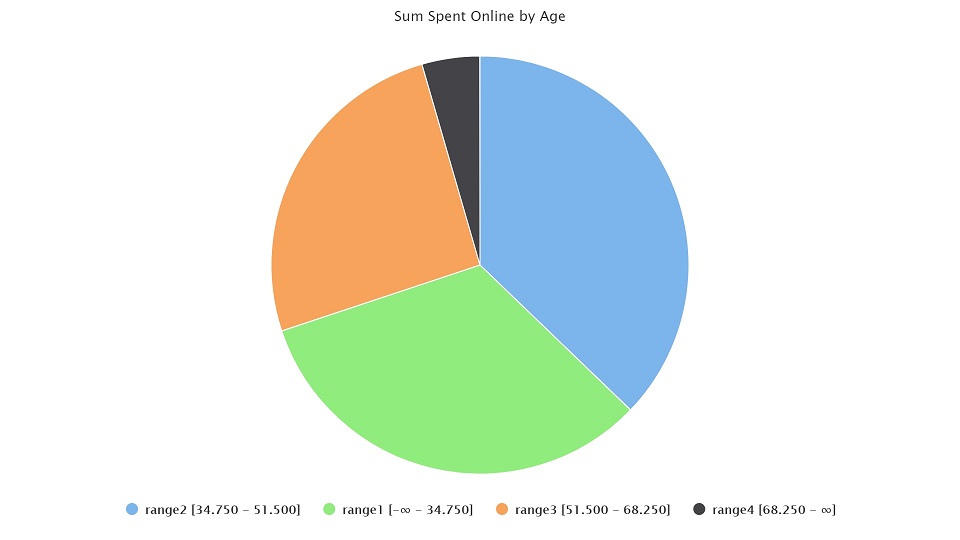 Sum Spent Online by Age
range2 [34.750 – 51.500]
range1 [-∞ – 34.750]
range3 [51.500 – 68.250]
range4 [68.250 – ∞]